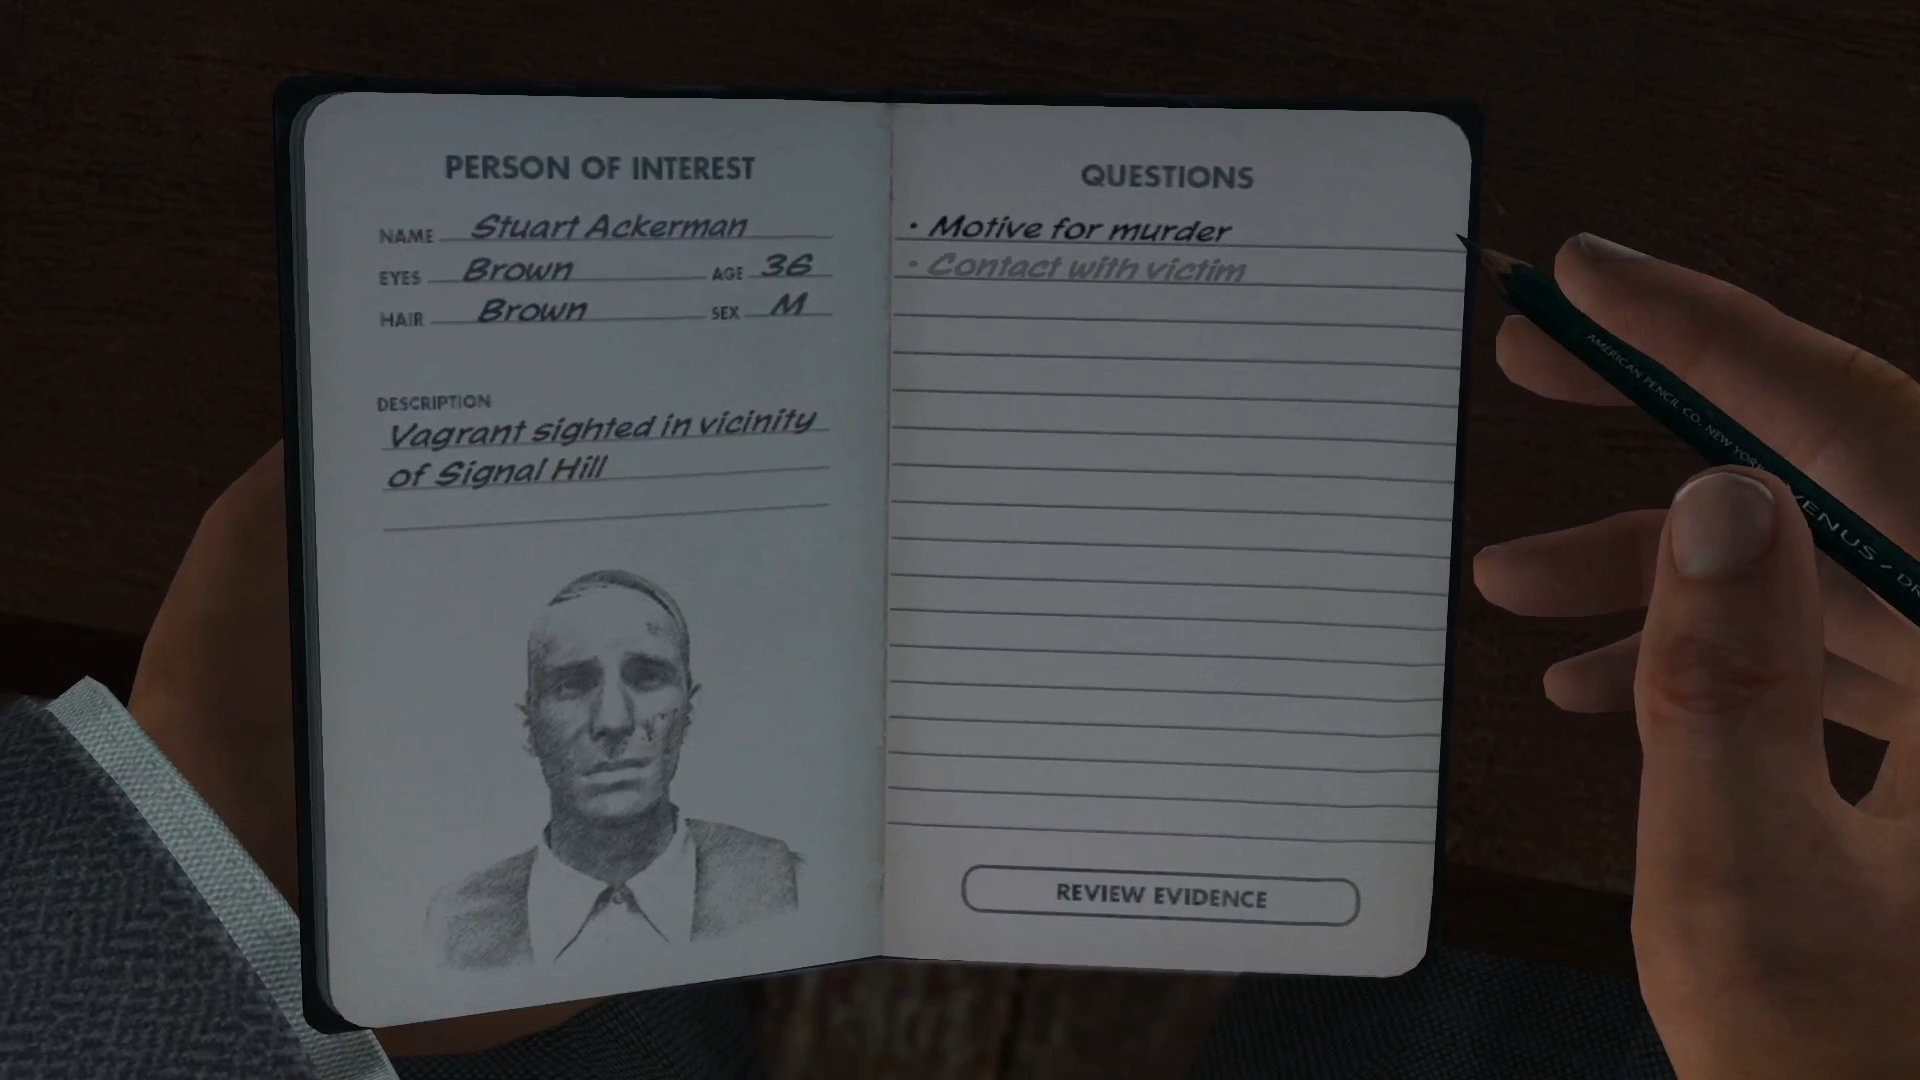 PERSON OF INTEREST
NAME Stuart Ackerman
EYES Brown AGE 36
HAIR Brown SEX M
DESCRIPTION
Vagrant sighted in vicinity
of Signal Hill
QUESTIONS
• Motive for murder
• Contact with victim
REVIEW EVIDENCE
AMERICAN PENCIL CO. NEW YORK VENUS / DR